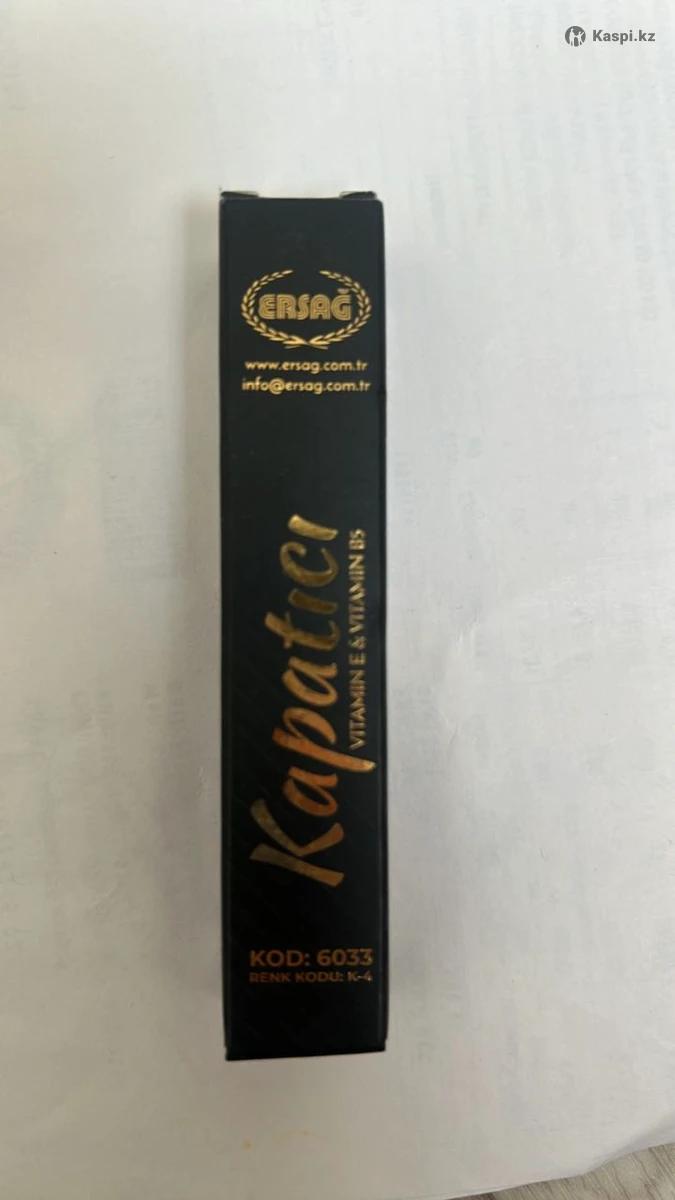 Kaspi.kz
ERSAĞ
www.ersag.com.tr
info@ersag.com.tr
Kapatıcı
VITAMIN E & VITAMIN B5
KOD: 6033
RENK KODU: K-4